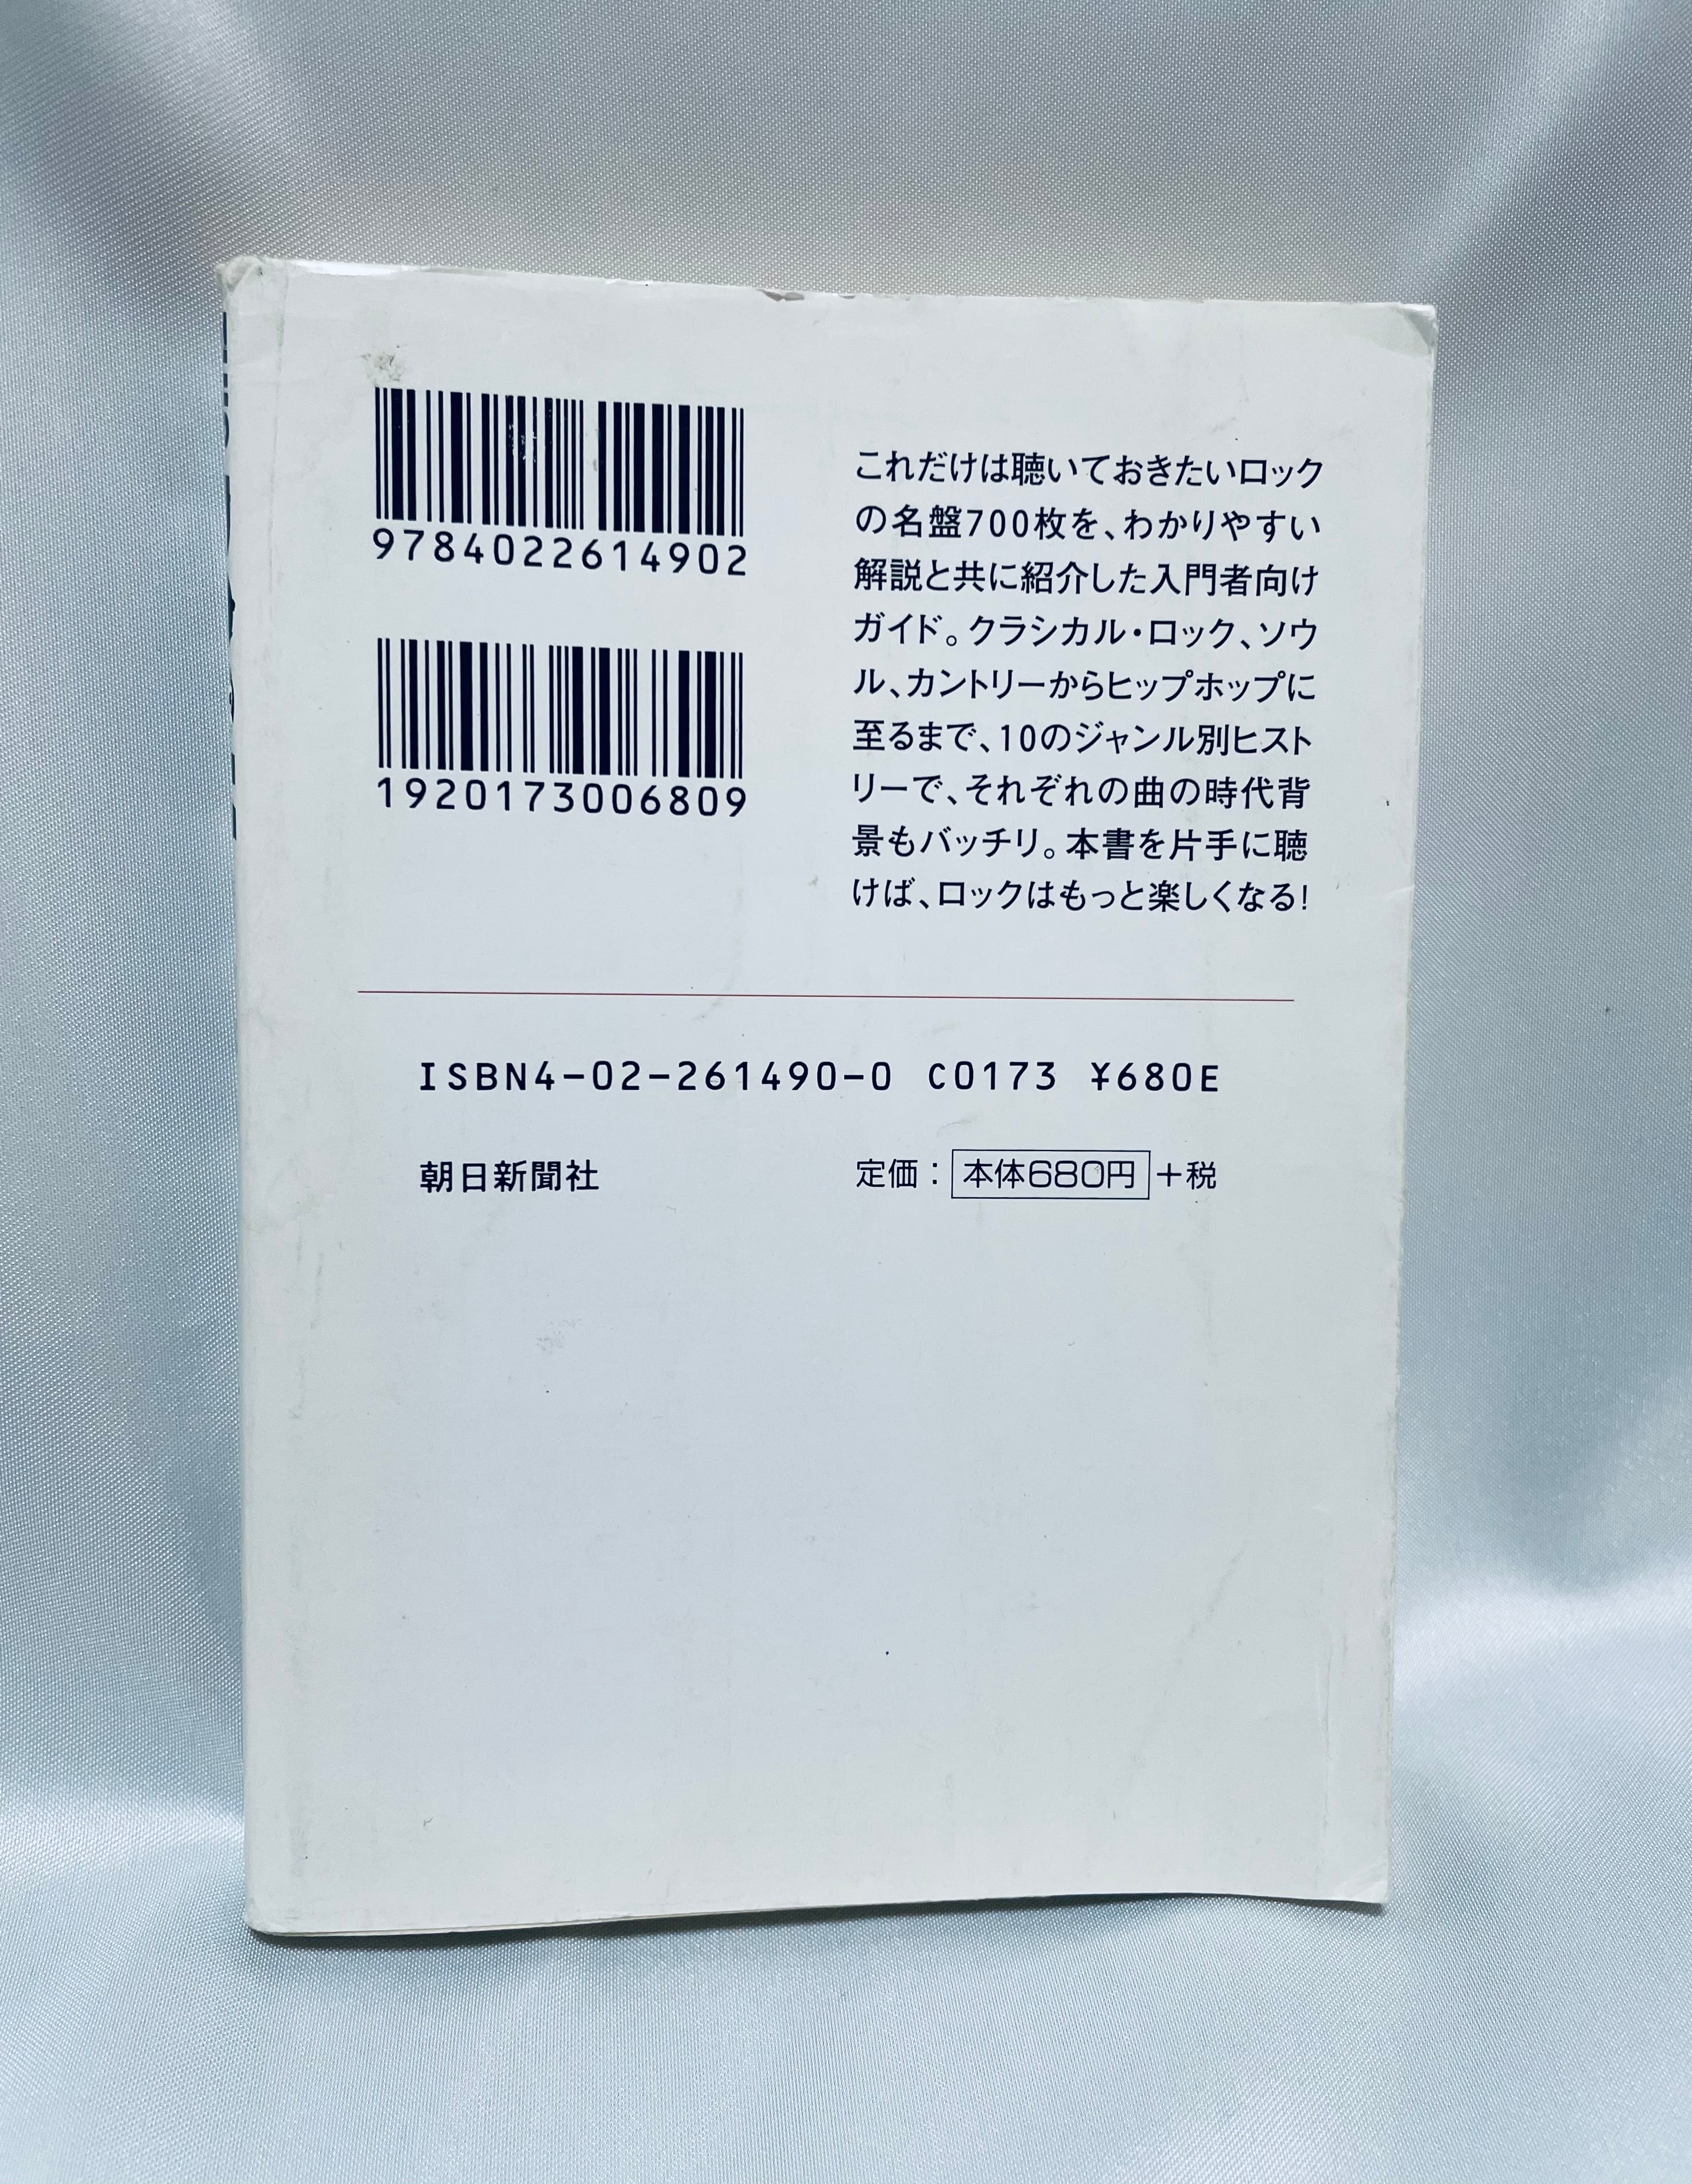 9784022614902
1920173006809
これだけは聴いておきたいロック
の名盤700枚を、わかりやすい
解説と共に紹介した入門者向け
ガイド。クラシカル・ロック、ソウ
ル、カントリーからヒップホップに
至るまで、10のジャンル別ヒスト
リーで、それぞれの曲の時代背
景もバッチリ。本書を片手に聴
けば、ロックはもっと楽しくなる!
ISBN4-02-261490-0 C0173 ¥680E
朝日新聞社 定価:本体680円+税